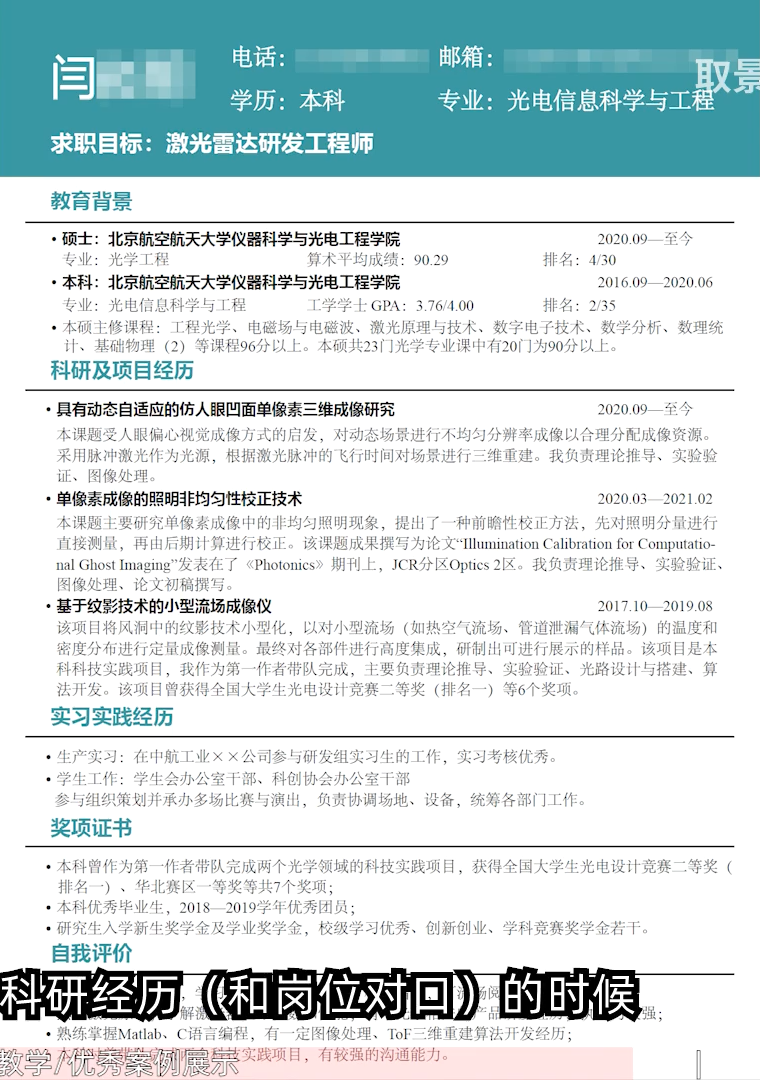 闫
电话：
邮箱：
取景
学历：本科
专业：光电信息科学与工程
求职目标：激光雷达研发工程师
教育背景
• 硕士：北京航空航天大学仪器科学与光电工程学院 2020.09—至今
专业：光学工程 算术平均成绩：90.29 排名：4/30
• 本科：北京航空航天大学仪器科学与光电工程学院 2016.09—2020.06
专业：光电信息科学与工程 工学学士 GPA：3.76/4.00 排名：2/35
• 本硕主修课程：工程光学、电磁场与电磁波、激光原理与技术、数字电子技术、数学分析、数理统
计、基础物理（2）等课程96分以上。本硕共23门光学专业课中有20门为90分以上。
科研及项目经历
• 具有动态自适应的仿人眼凹面单像素三维成像研究 2020.09—至今
本课题受人眼偏心视觉成像方式的启发，对动态场景进行不均匀分辨率成像以合理分配成像资源。
采用脉冲激光作为光源，根据激光脉冲的飞行时间对场景进行三维重建。我负责理论推导、实验验
证、图像处理。
• 单像素成像的照明非均匀性校正技术 2020.03—2021.02
本课题主要研究单像素成像中的非均匀照明现象，提出了一种前瞻性校正方法，先对照明分量进行
直接测量，再由后期计算进行校正。该课题成果撰写为论文“Illumination Calibration for Computatio-
nal Ghost Imaging”发表在了《Photonics》期刊上，JCR分区Optics 2区。我负责理论推导、实验验证、
图像处理、论文初稿撰写。
• 基于纹影技术的小型流场成像仪 2017.10—2019.08
该项目将风洞中的纹影技术小型化，以对小型流场（如热空气流场、管道泄漏气体流场）的温度和
密度分布进行定量成像测量。最终对各部件进行高度集成，研制出可进行展示的样品。该项目是本
科科技实践项目，我作为第一作者带队完成，主要负责理论推导、实验验证、光路设计与搭建、算
法开发。该项目曾获得全国大学生光电设计竞赛二等奖（排名一）等6个奖项。
实习实践经历
• 生产实习：在中航工业××公司参与研发组实习生的工作，实习考核优秀。
• 学生工作：学生会办公室干部、科创协会办公室干部
参与组织策划并承办多场比赛与演出，负责协调场地、设备，统筹各部门工作。
奖项证书
• 本科曾作为第一作者带队完成两个光学领域的科技实践项目，获得全国大学生光电设计竞赛二等奖（
排名一）、华北赛区一等奖等共7个奖项；
• 本科优秀毕业生，2018—2019学年优秀团员；
• 研究生入学新生奖学金及学业奖学金，校级学习优秀、创新创业、学科竞赛奖学金若干。
自我评价
科研经历（和岗位对口）的时候
• 熟练掌握Matlab、C语言编程，有一定图像处理、ToF三维重建算法开发经历；
科技实践项目，有较强的沟通能力。
教学/优秀案例展示